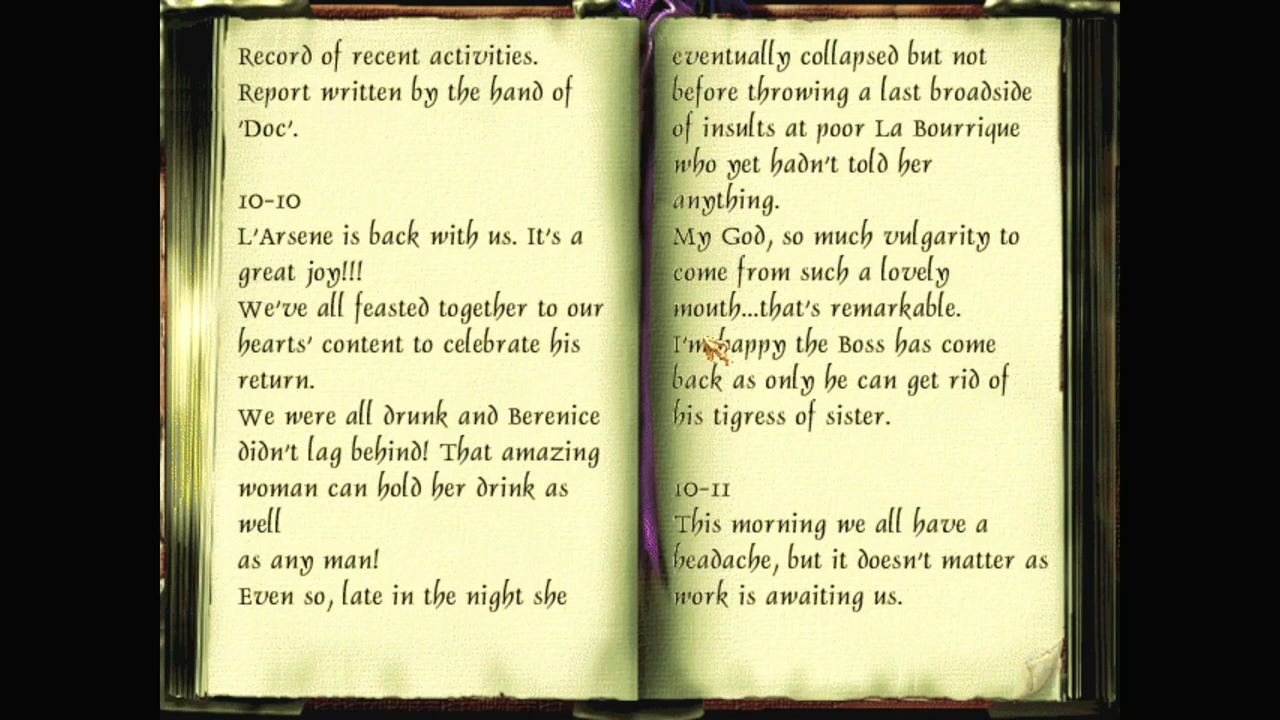 Record of recent activities.
Report written by the hand of
'Doc'.
10-10
L'Arsene is back with us. It's a
great joy!!!
We've all feasted together to our
hearts' content to celebrate his
return.
We were all drunk and Berenice
didn't lag behind! That amazing
woman can hold her drink as
well
as any man!
Even so, late in the night she
eventually collapsed but not
before throwing a last broadside
of insults at poor La Bourrique
who yet hadn't told her
anything.
My God, so much vulgarity to
come from such a lovely
mouth...that's remarkable.
I'm happy the Boss has come
back as only he can get rid of
his tigress of sister.
10-11
This morning we all have a
headache, but it doesn't matter as
work is awaiting us.